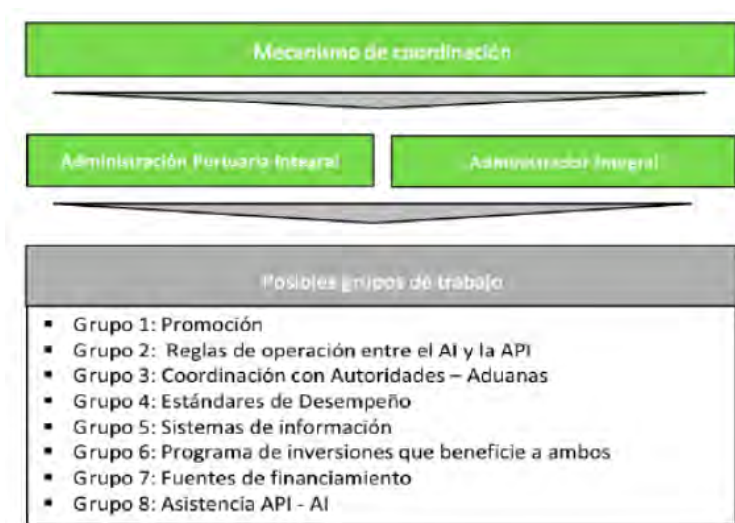 Mecanismo de coordinación
Administración Portuaria Integral
Administrador Integral
Posibles grupos de trabajo
▪ Grupo 1: Promoción
▪ Grupo 2: Reglas de operación entre el AI y la API
▪ Grupo 3: Coordinación con Autoridades – Aduanas
▪ Grupo 4: Estándares de Desempeño
▪ Grupo 5: Sistemas de información
▪ Grupo 6: Programa de inversiones que beneficie a ambos
▪ Grupo 7: Fuentes de financiamiento
▪ Grupo 8: Asistencia API - AI